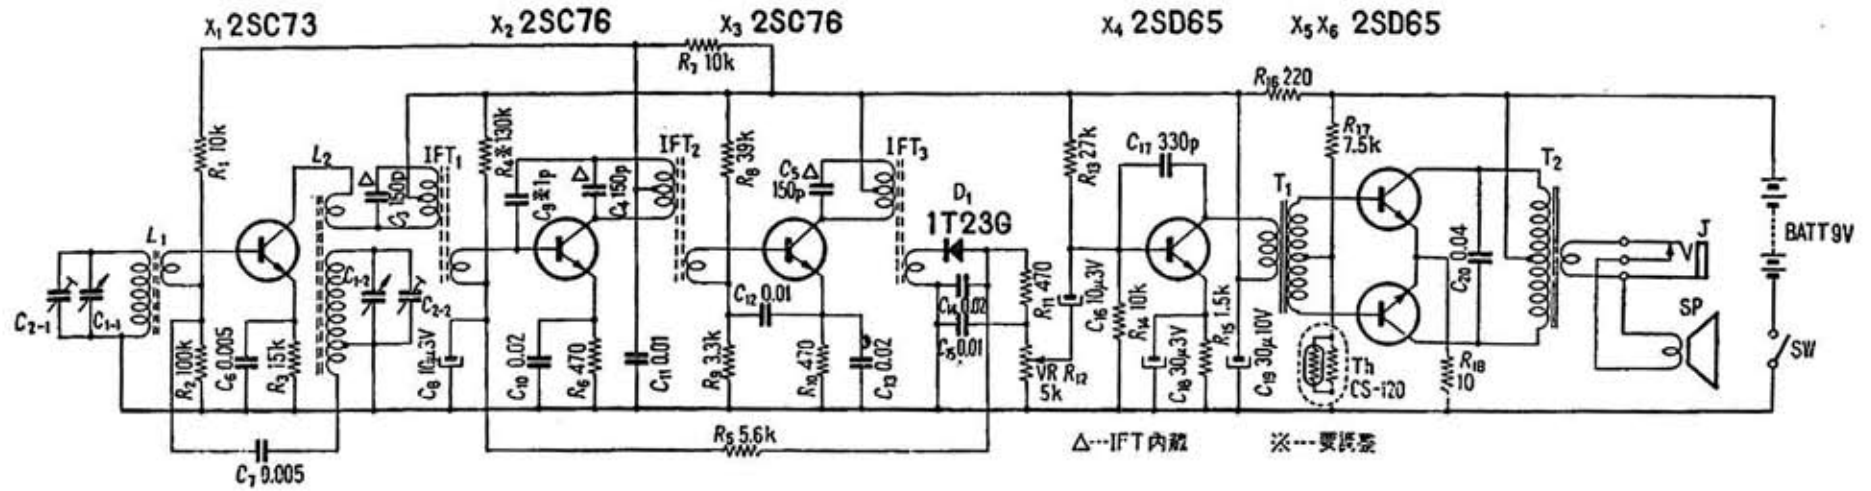 X₁ 2SC73
X₂ 2SC76
X₃ 2SC76
X₄ 2SD65
X₅ X₆ 2SD65
R₇ 10k
R₁₆ 220
R₁ 10k
L₂
△ 150p C₃
IFT₁
R₄※130k
C₉※1p
△
C₄ 150p
IFT₂
R₈ 39k
C₅ △
150p
IFT₃
D₁
1T23G
R₁₃ 27k
C₁₇ 330p
T₁
R₁₇
7.5k
T₂
BATT 9V
J
L₁
C₂₋₁
C₁₋₁
C₁₋₂
C₂₋₂
R₂ 100k
C₆ 0.005
R₃ 1.5k
C₈ 10μ3V
C₁₀ 0.02
R₆ 470
C₁₁ 0.01
R₉ 3.3k
C₁₂ 0.01
R₁₀ 470
C₁₃ 0.02
C₁₄ 0.02
C₁₅ 0.01
R₁₁ 470
VR R₁₂
5k
C₁₆ 10μ3V
R₁₄ 10k
C₁₈ 30μ3V
R₁₅ 1.5k
C₁₉ 30μ10V
Th
CS-120
R₁₈
10
C₂₀ 0.04
SP
SW
C₇ 0.005
R₅ 5.6k
△…IFT内蔵
※…要調整